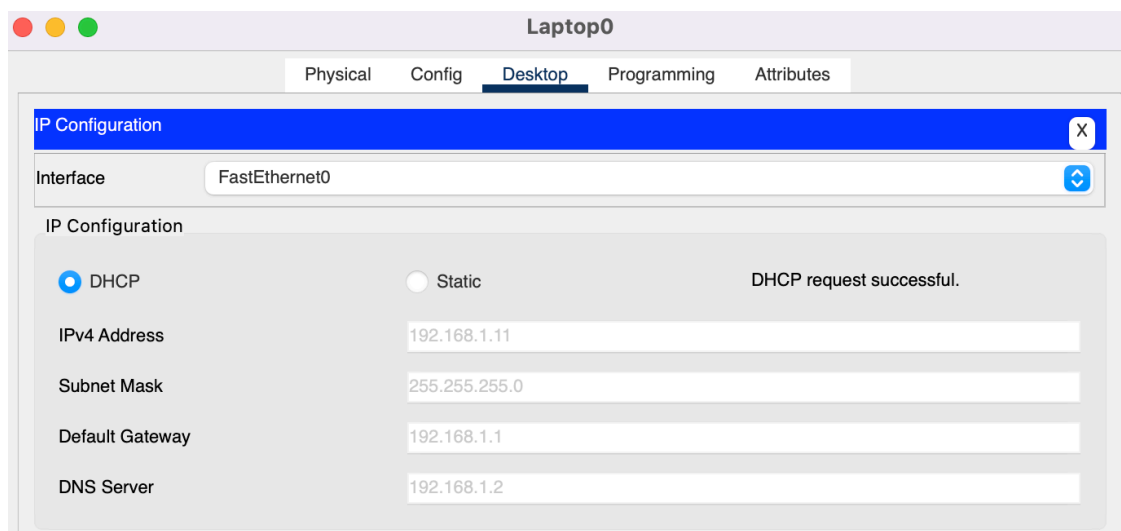 Laptop0
Physical Config Desktop Programming Attributes
IP Configuration X
Interface FastEthernet0
IP Configuration
DHCP Static DHCP request successful.
IPv4 Address 192.168.1.11
Subnet Mask 255.255.255.0
Default Gateway 192.168.1.1
DNS Server 192.168.1.2